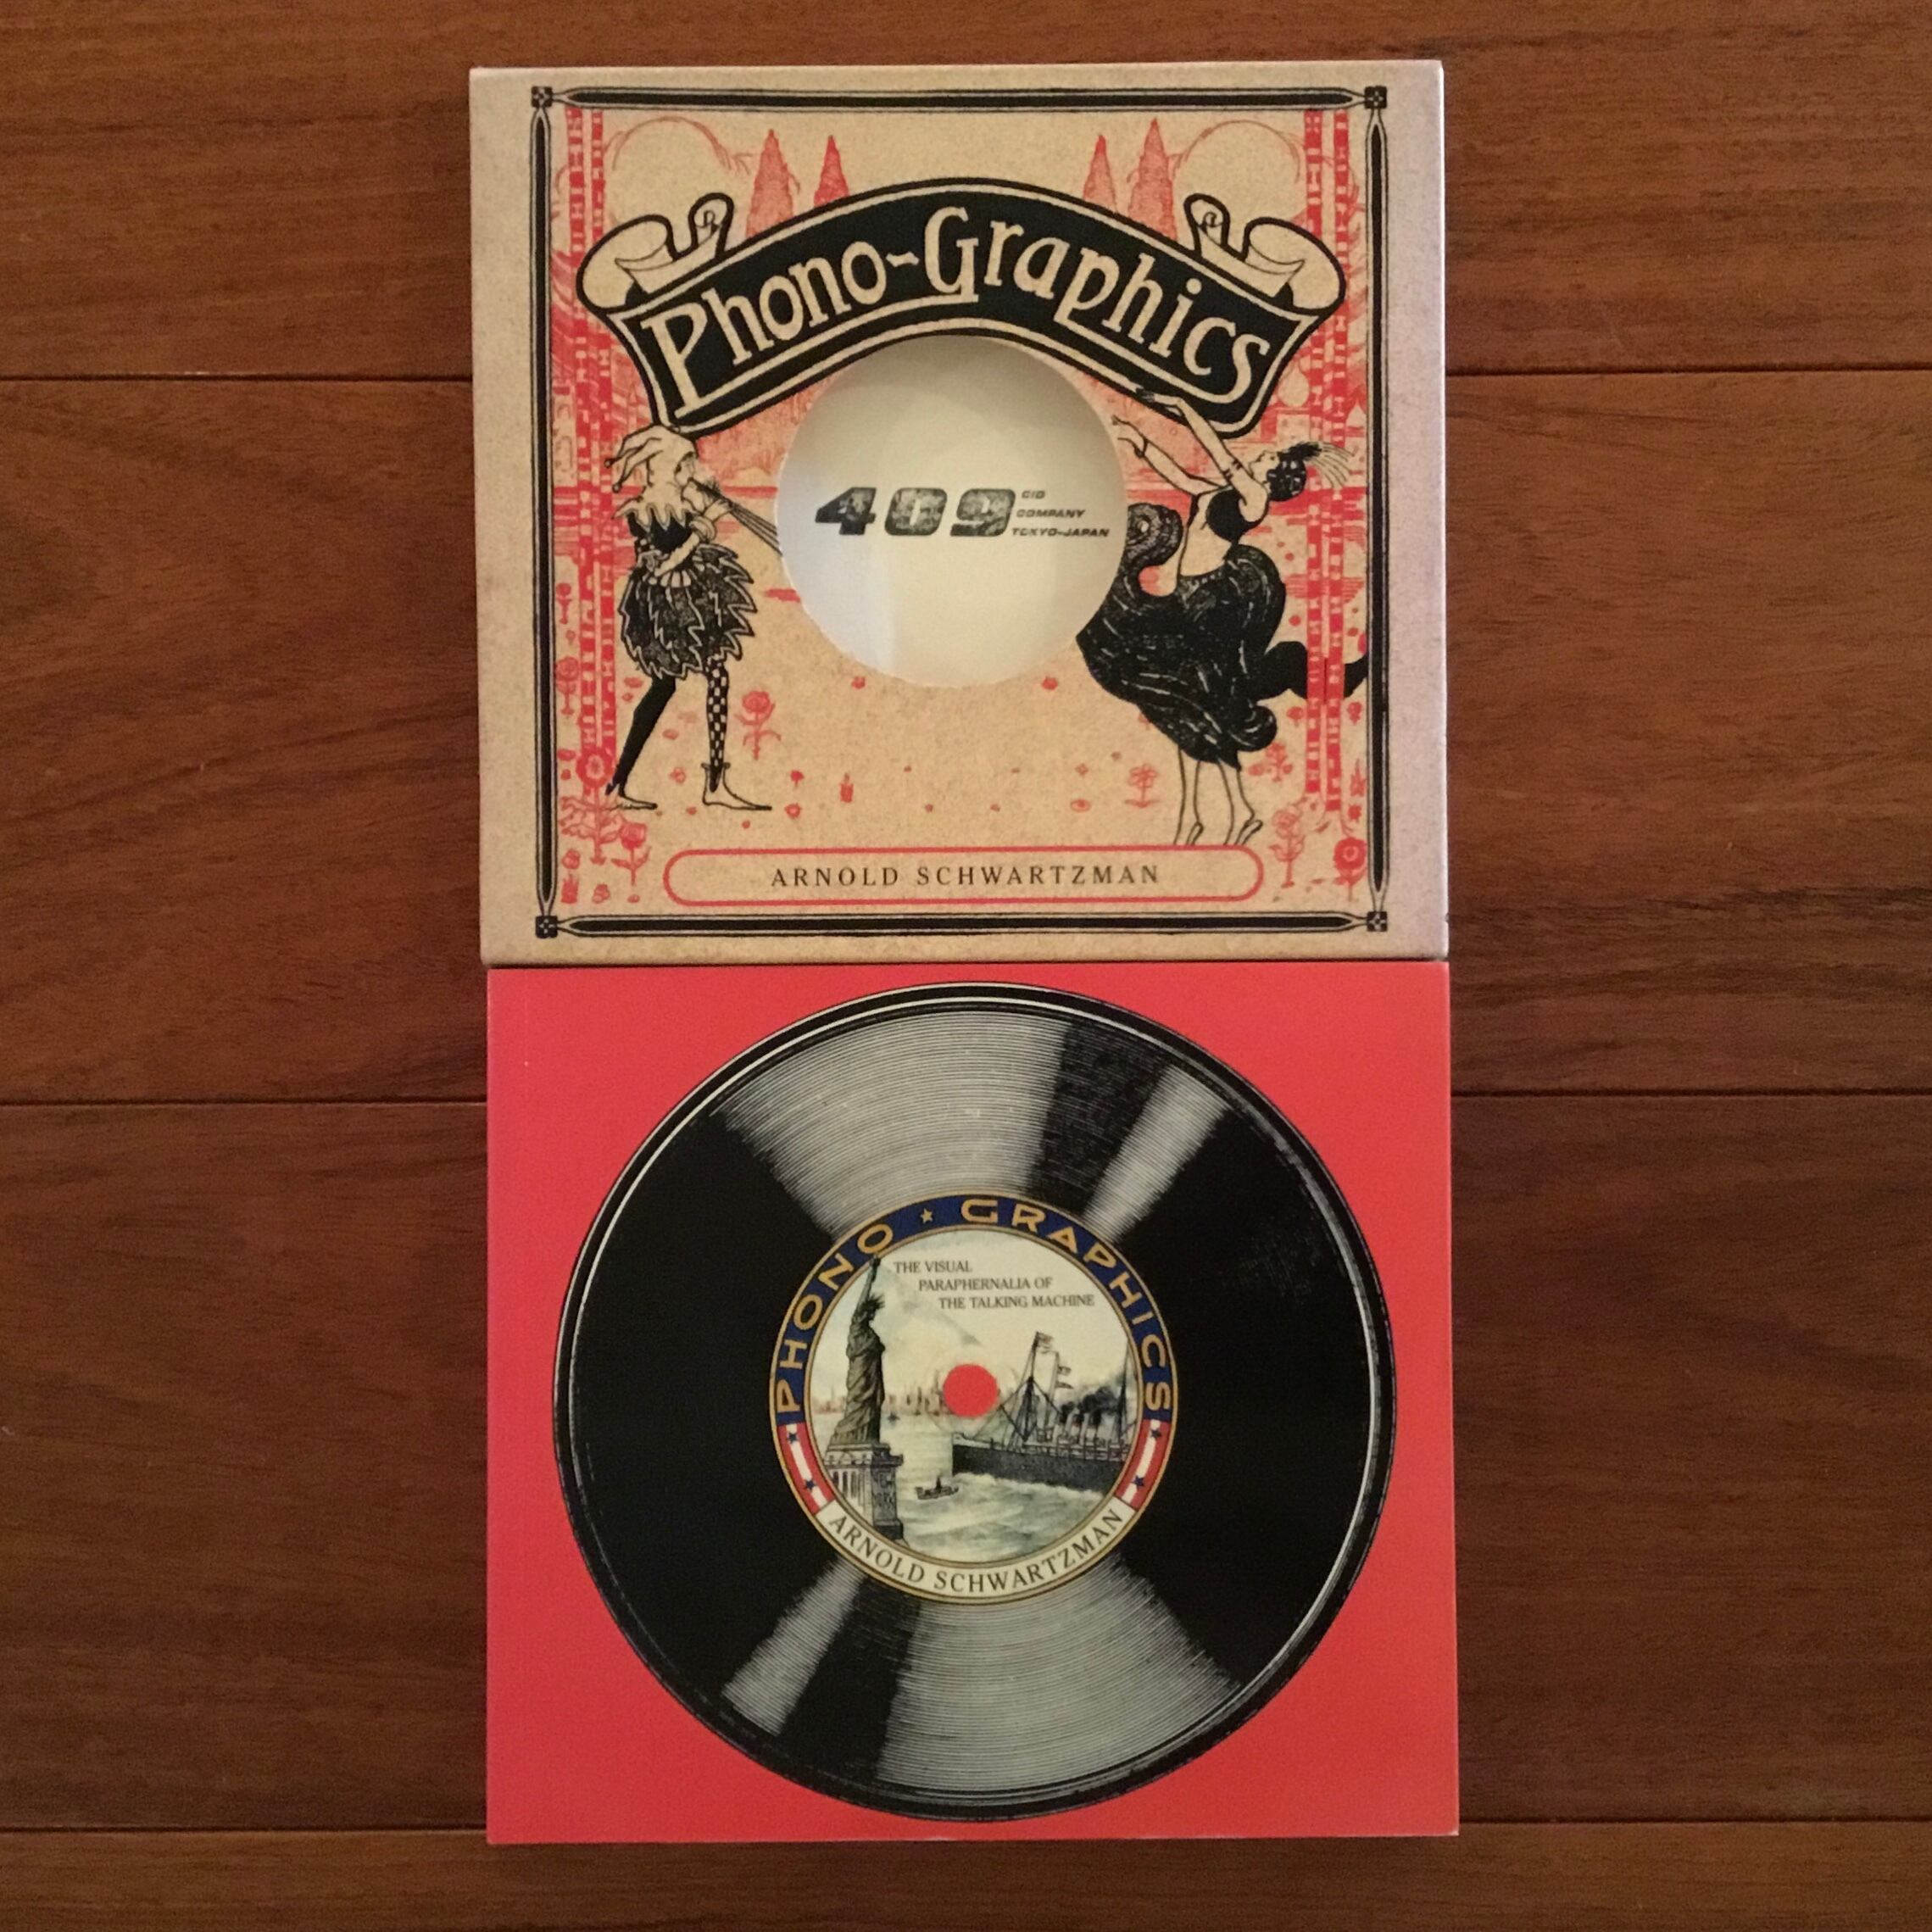 Phono-Graphics
409
CID
COMPANY
TOKYO-JAPAN
ARNOLD SCHWARTZMAN
PHONO ★ GRAPHICS
THE VISUAL
PARAPHERNALIA OF
THE TALKING MACHINE
ARNOLD SCHWARTZMAN